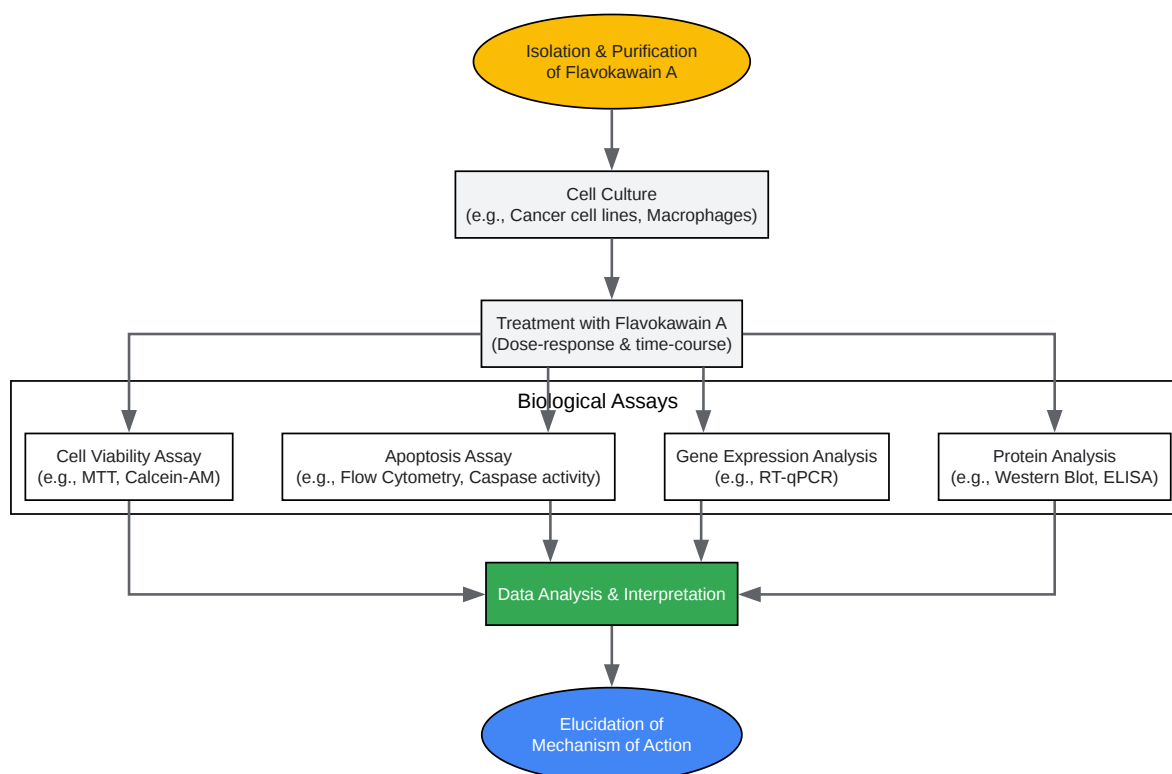 Isolation & Purification
of Flavokawain A
Cell Culture
(e.g., Cancer cell lines, Macrophages)
Treatment with Flavokawain A
(Dose-response & time-course)
Biological Assays
Cell Viability Assay
(e.g., MTT, Calcein-AM)
Apoptosis Assay
(e.g., Flow Cytometry, Caspase activity)
Gene Expression Analysis
(e.g., RT-qPCR)
Protein Analysis
(e.g., Western Blot, ELISA)
Data Analysis & Interpretation
Elucidation of
Mechanism of Action